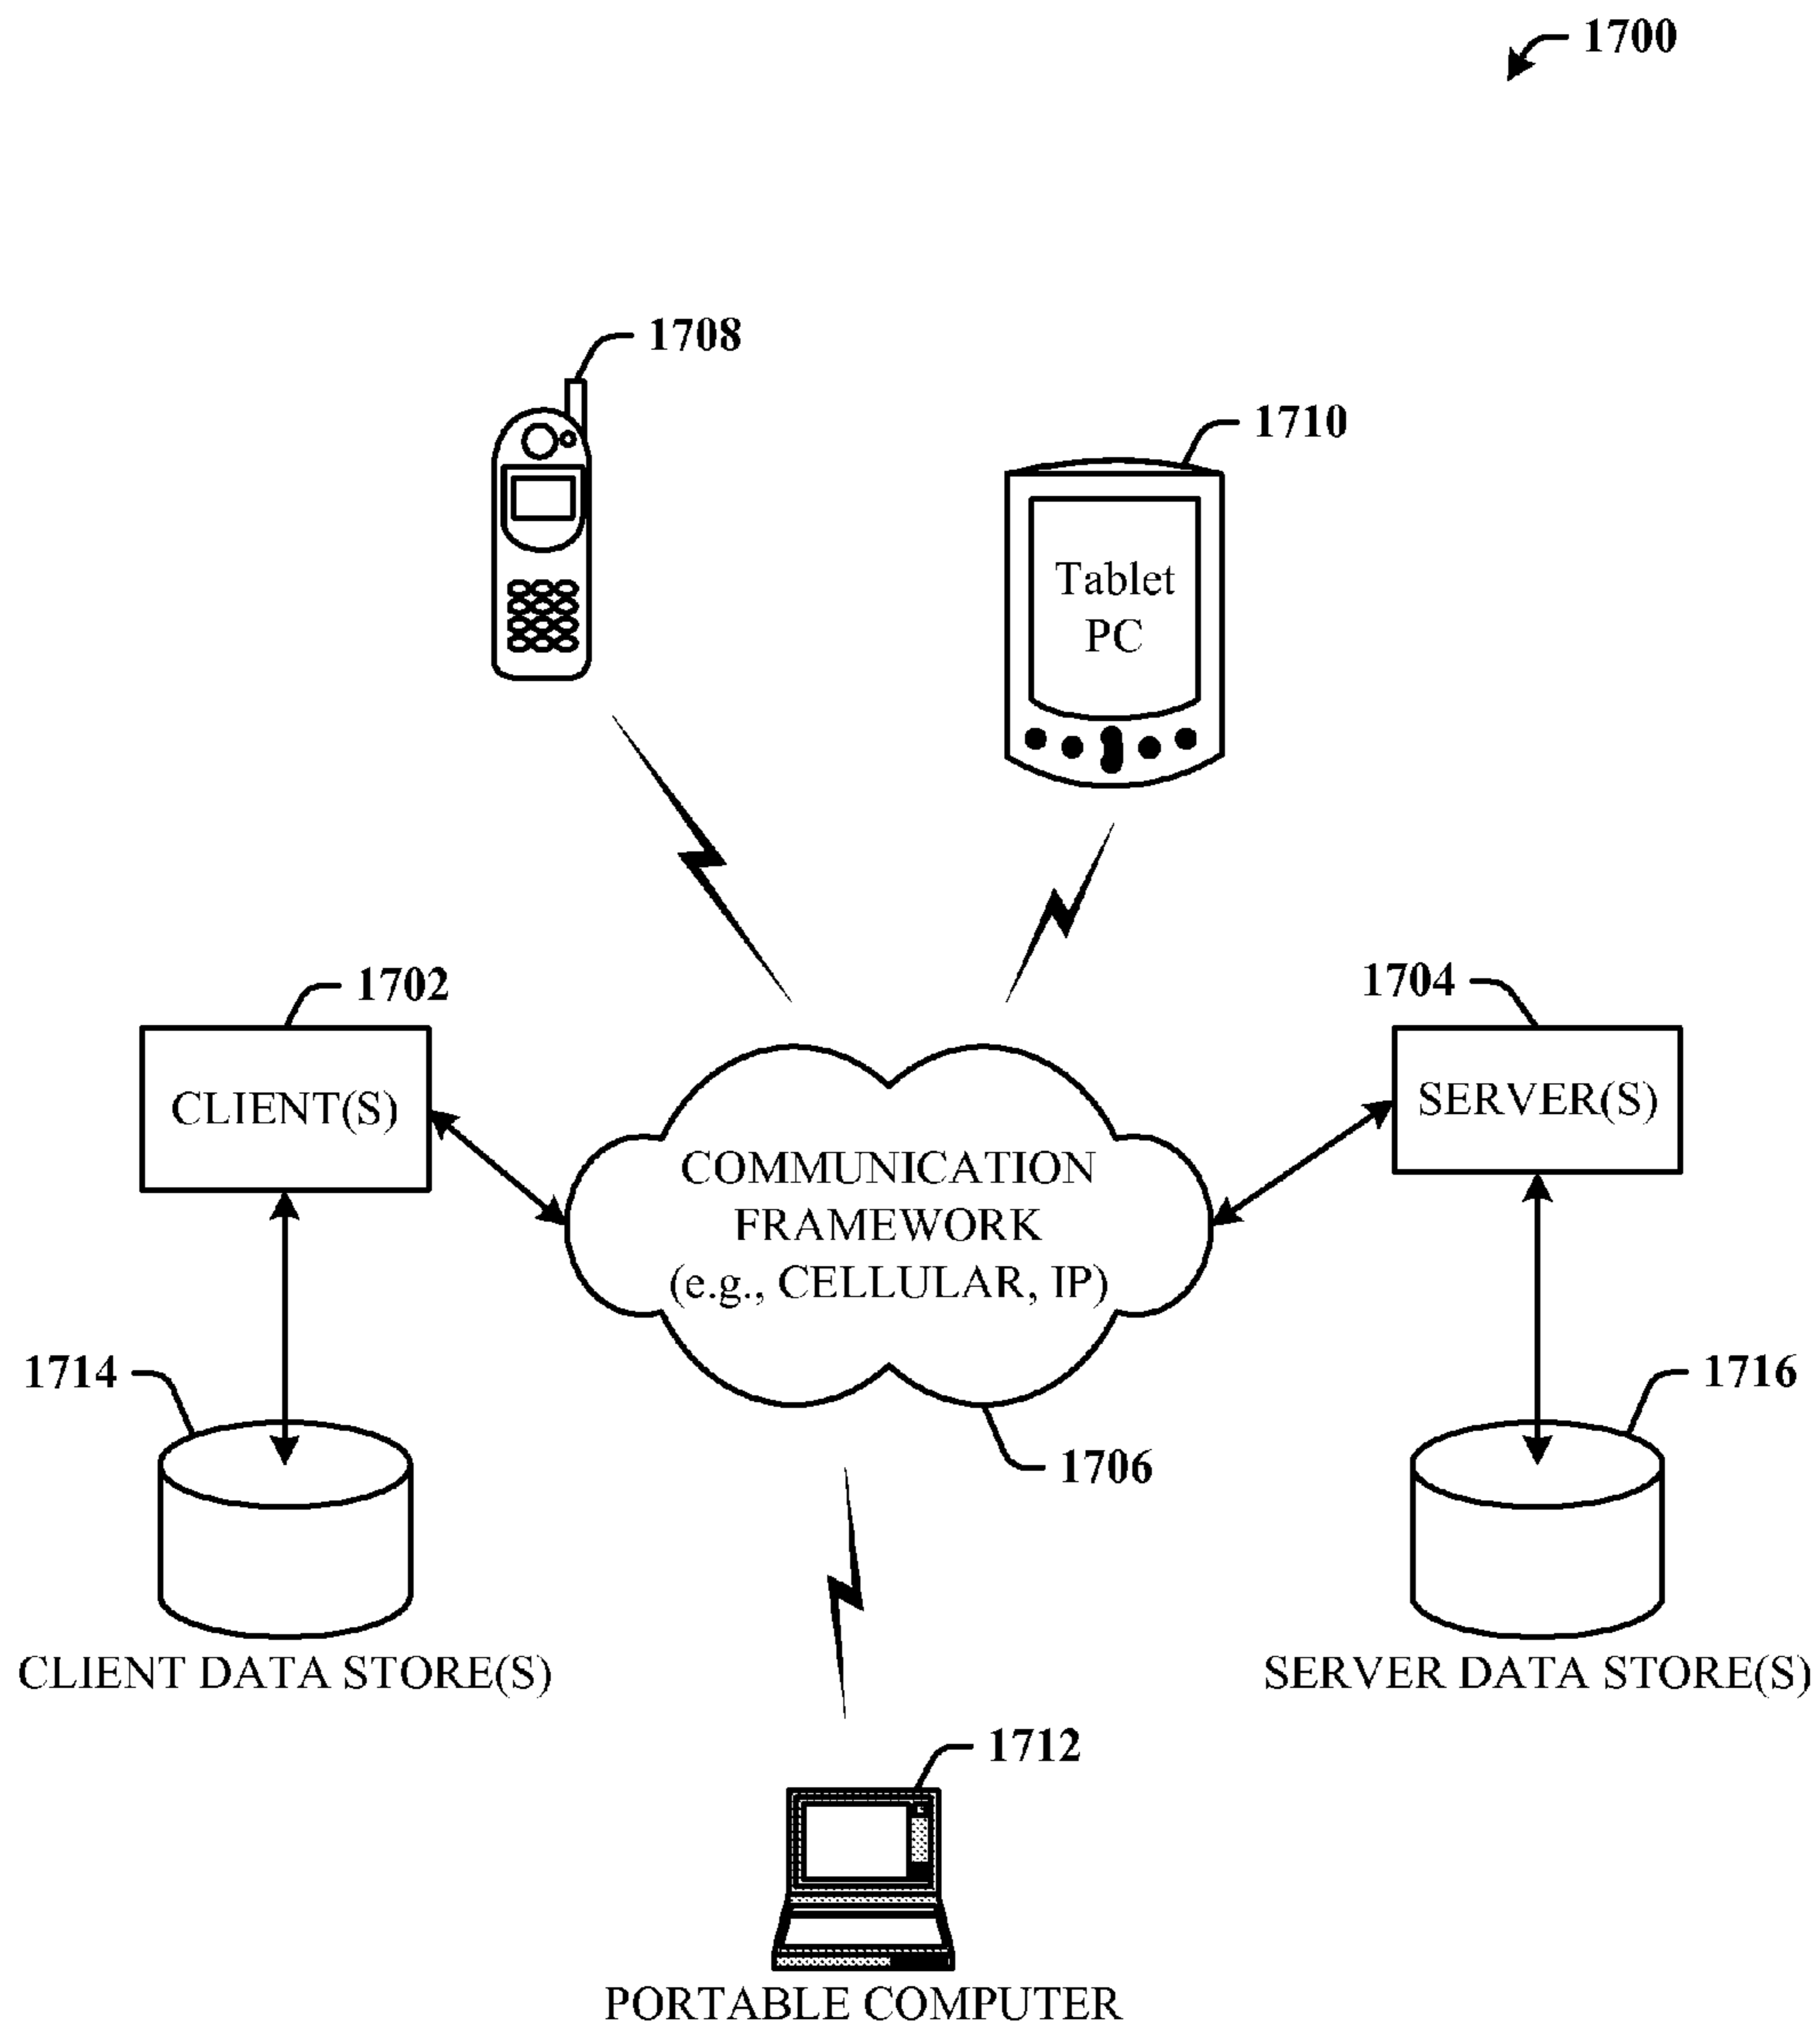 1700
1708
1710
Tablet
PC
1702
1704
CLIENT(S)
SERVER(S)
COMMUNICATION
FRAMEWORK
(e.g., CELLULAR, IP)
1714
1716
1706
CLIENT DATA STORE(S)
SERVER DATA STORE(S)
1712
PORTABLE COMPUTER